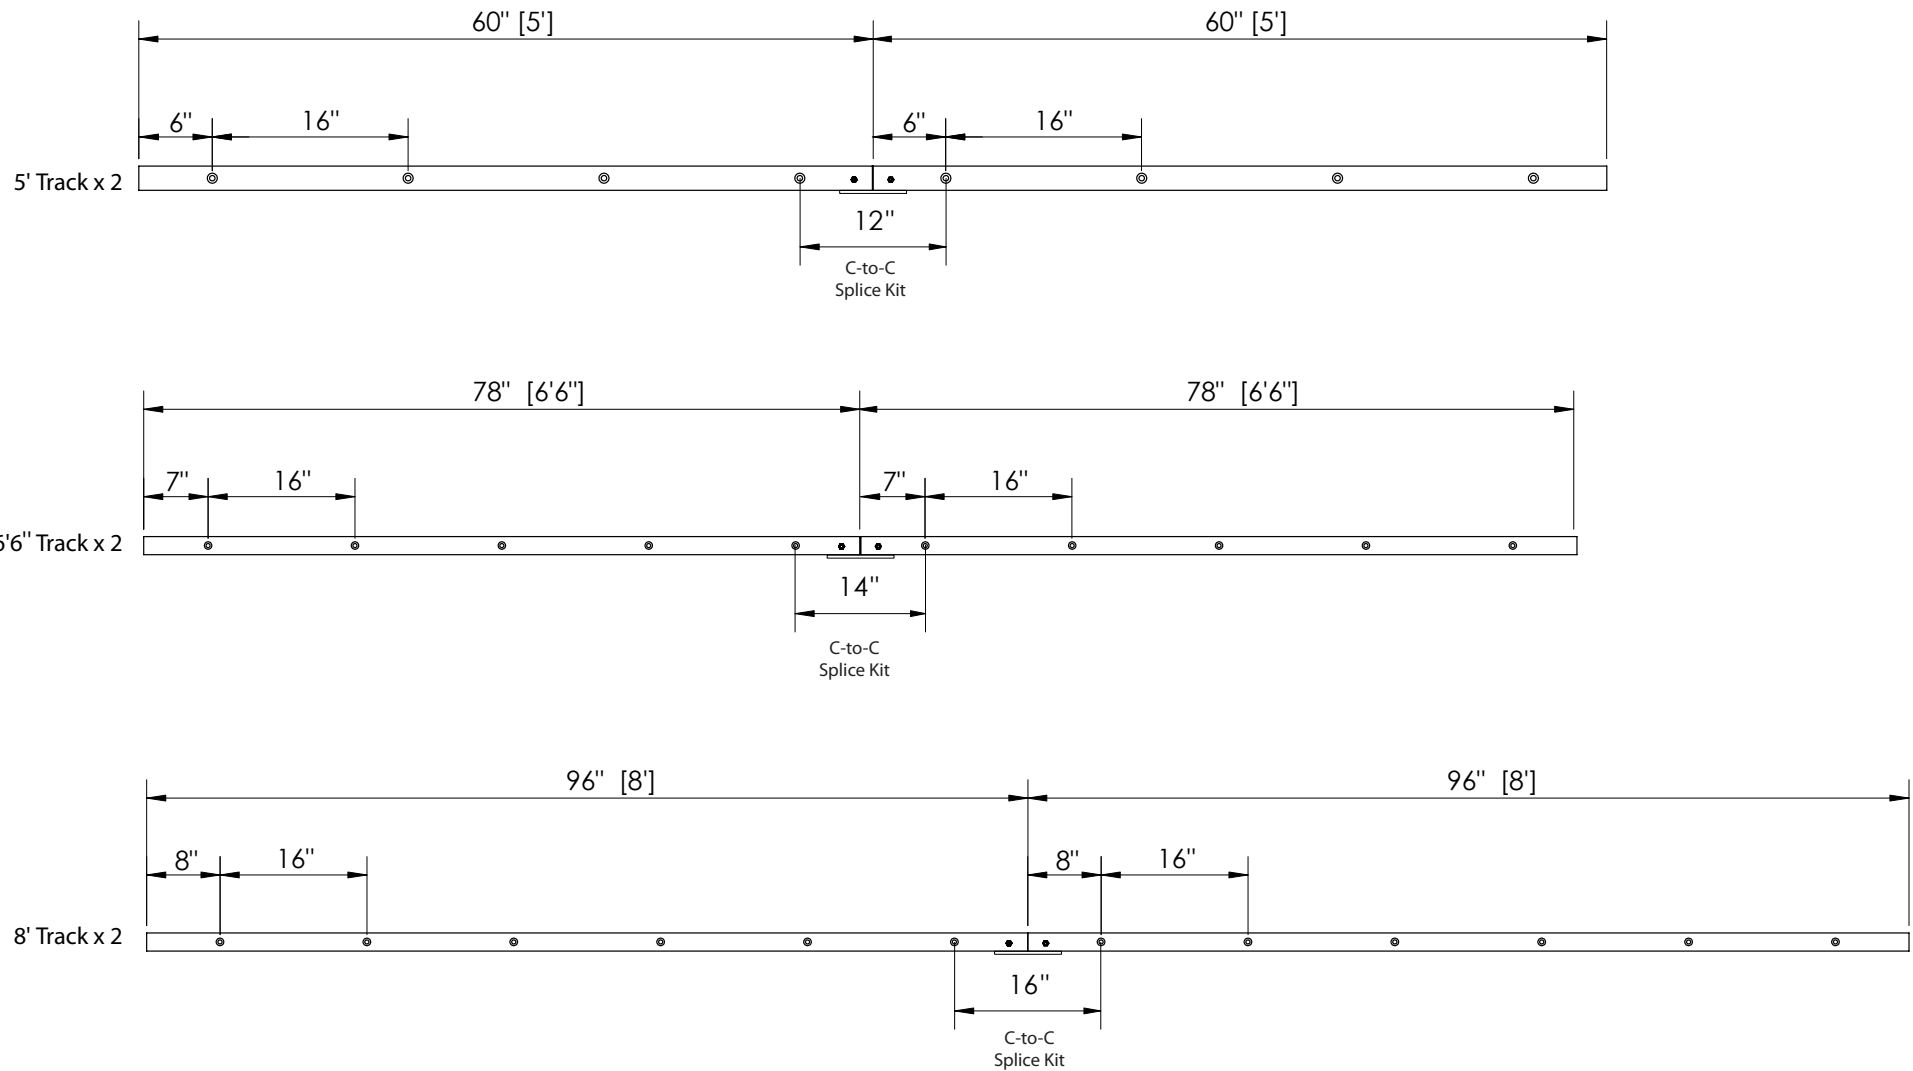 60" [5'] 60" [5']
6" 16" 6" 16"
5' Track x 2
12"
C-to-C
Splice Kit
78" [6'6"] 78" [6'6"]
7" 16" 7" 16"
6'6" Track x 2
14"
C-to-C
Splice Kit
96" [8'] 96" [8']
8" 16" 8" 16"
8' Track x 2
16"
C-to-C
Splice Kit